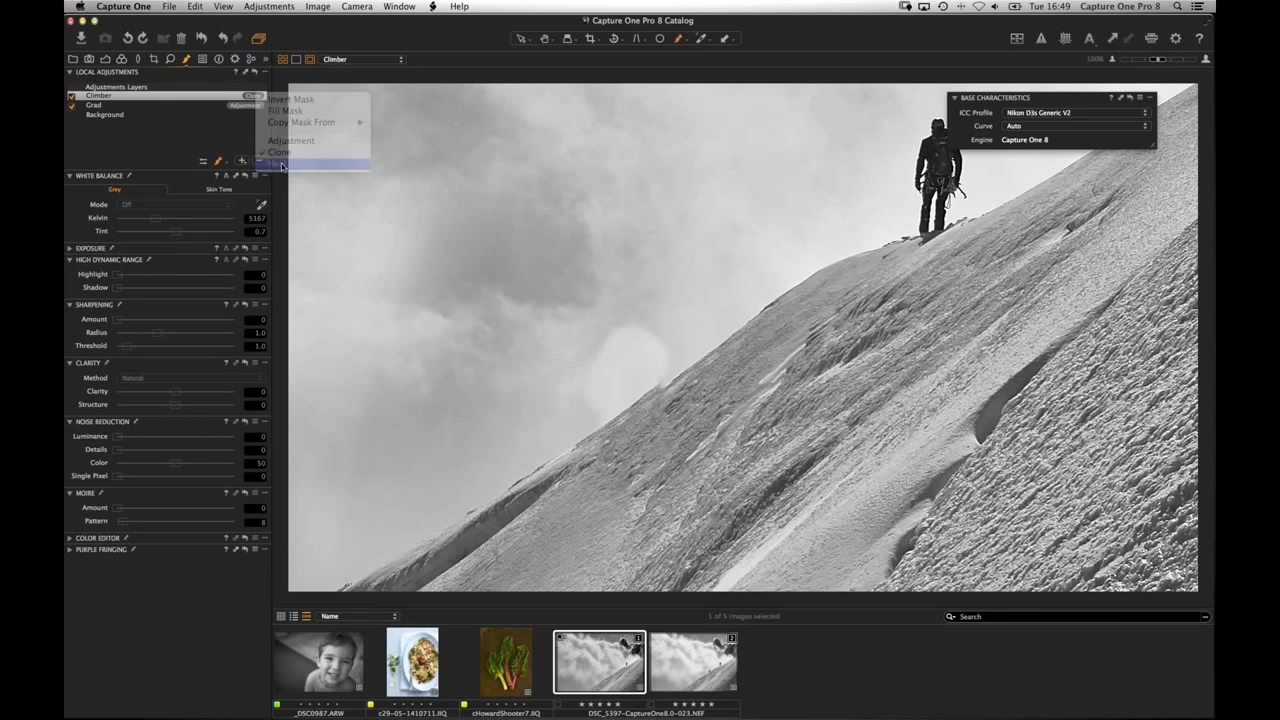 Capture One File Edit View Adjustments Image Camera Window Help Tue 16:49 Capture One Pro 8
Capture One Pro 8 Catalog
Climber
100%
LOCAL ADJUSTMENTS
Adjustments Layers
Climber
Grad Adjustment
Background
Invert Mask
Fill Mask
Copy Mask From
Adjustment
Clone
BASE CHARACTERISTICS
ICC Profile Nikon D3s Generic V2
Curve Auto
Engine Capture One 8
WHITE BALANCE
Grey Skin Tone
Mode Off
Kelvin 5167
Tint 0.7
EXPOSURE
HIGH DYNAMIC RANGE
Highlight 0
Shadow 0
SHARPENING
Amount 0
Radius 1.0
Threshold 1.0
CLARITY
Method Natural
Clarity 0
Structure 0
NOISE REDUCTION
Luminance 0
Details 0
Color 50
Single Pixel 0
MOIRE
Amount 0
Pattern 8
COLOR EDITOR
PURPLE FRINGING
Name 1 of 5 images selected Search
1 2
_DSC0987.ARW c29-05-1410711.IIQ cHowardShooter7.IIQ DSC_5397-CaptureOne8.0-023.NEF